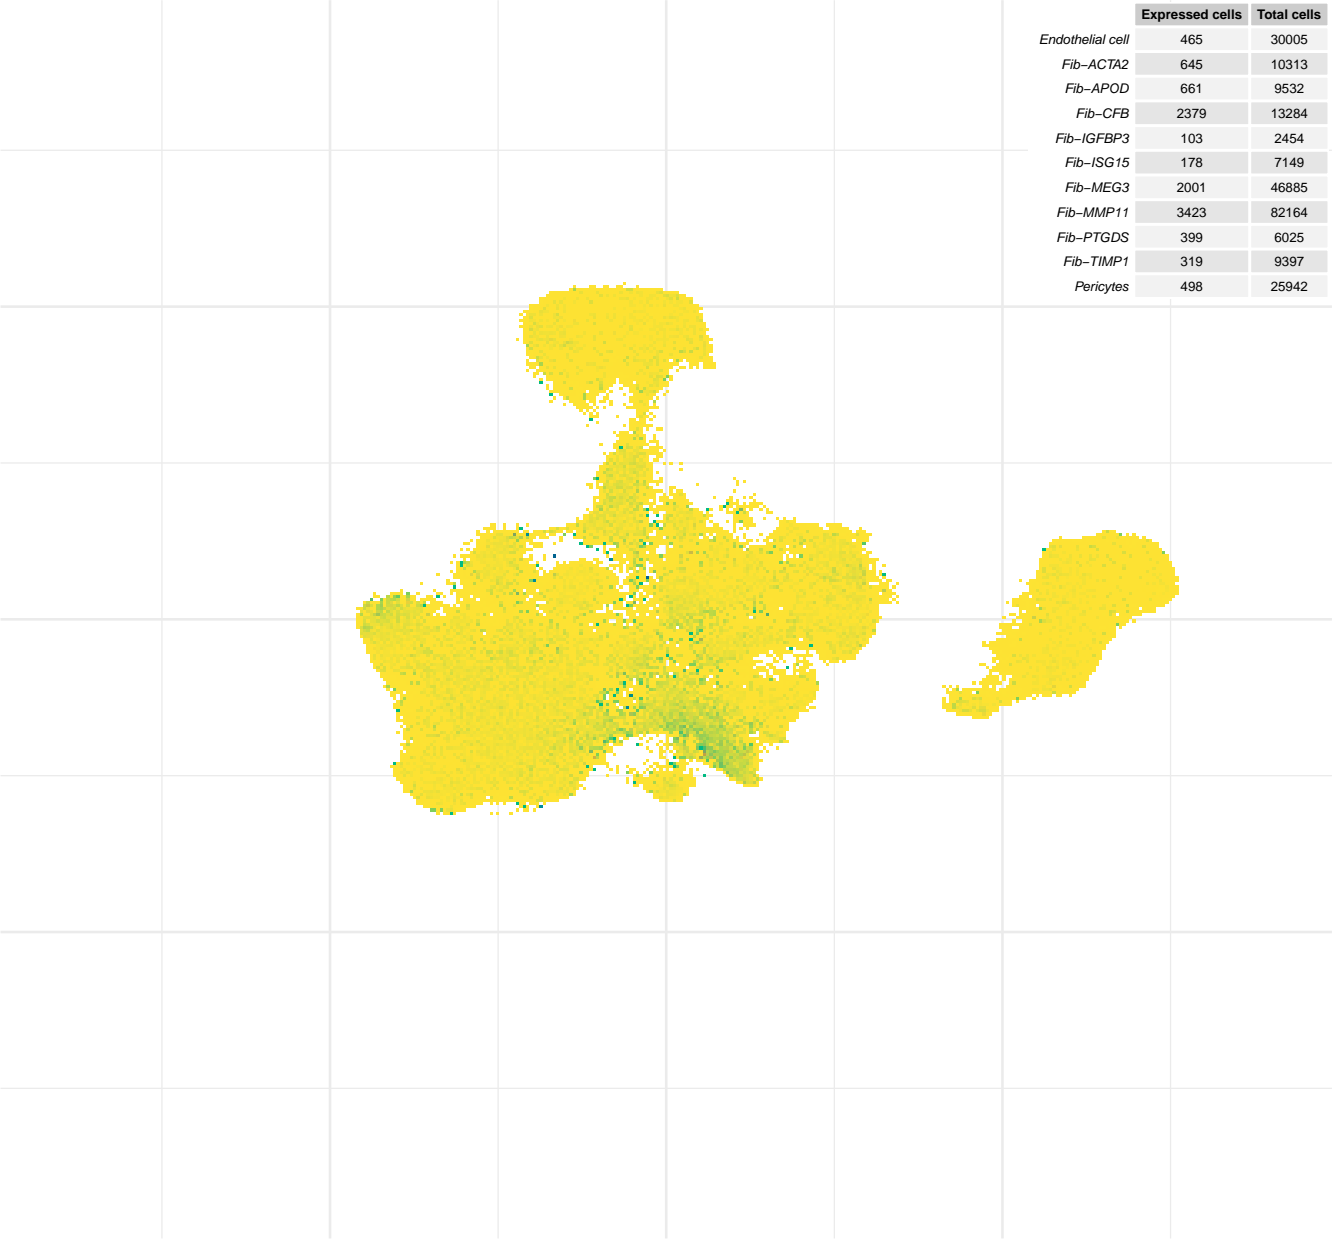 Expressed cells Total cells
Endothelial cell 465 30005
Fib−ACTA2 645 10313
Fib−APOD 661 9532
Fib−CFB 2379 13284
Fib−IGFBP3 103 2454
Fib−ISG15 178 7149
Fib−MEG3 2001 46885
Fib−MMP11 3423 82164
Fib−PTGDS 399 6025
Fib−TIMP1 319 9397
Pericytes 498 25942